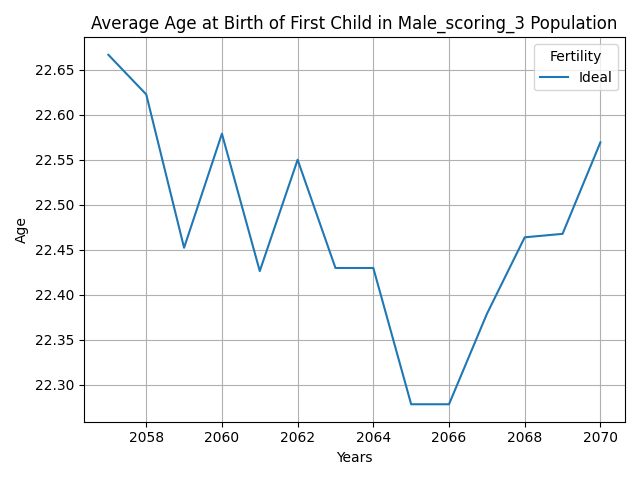 Average Age at Birth of First Child in Male_scoring_3 Population
Fertility
Ideal
22.65
22.60
22.55
22.50
22.45
22.40
22.35
22.30
Age
2058 2060 2062 2064 2066 2068 2070
Years